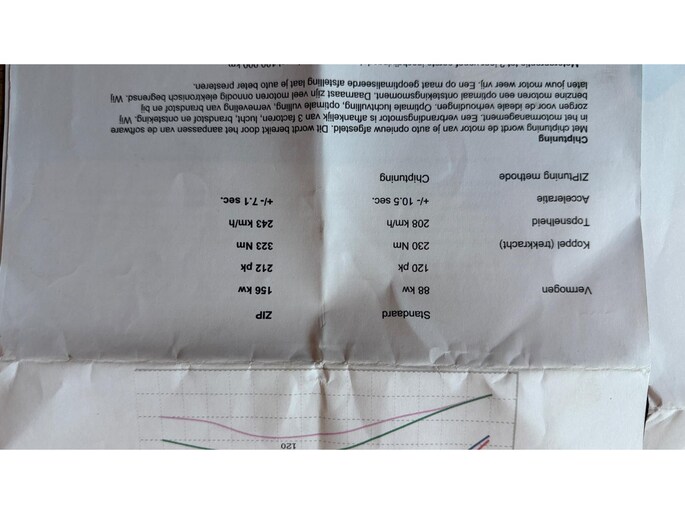 120
Standaard ZIP
Vermogen 88 kw 156 kw
120 pk 212 pk
Koppel (trekkracht) 230 Nm 323 Nm
Topsnelheid 208 km/h 243 km/h
Acceleratie +/- 10.5 sec. +/- 7.1 sec.
ZIPtuning methode Chiptuning
Chiptuning
Met chiptuning wordt de motor van je auto opnieuw afgesteld. Dit wordt bereikt door het aanpassen van de software
in het motormanagement. Een verbrandingsmotor is afhankelijk van 3 factoren, lucht, brandstof en ontsteking. Wij
zorgen voor de ideale verhoudingen. Optimale luchtvulling, optimale vulling, verneveling van brandstof en bij
benzine motoren een optimaal ontstekingsmoment. Daarnaast zijn veel motoren onnodig elektronisch begrensd. Wij
laten jouw motor weer vrij. Een op maat geoptimaliseerde afstelling laat je auto beter presteren.
100.000 km